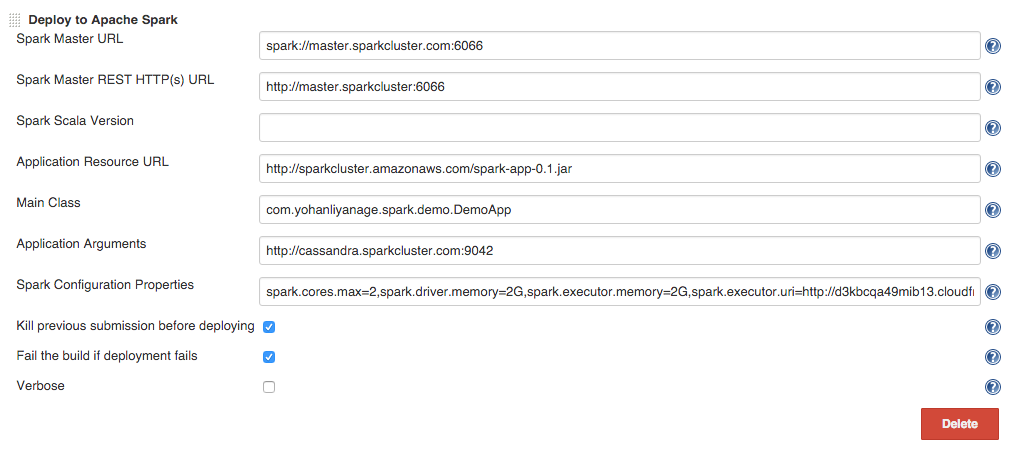 Deploy to Apache Spark
Spark Master URL
spark://master.sparkcluster.com:6066
Spark Master REST HTTP(s) URL
http://master.sparkcluster:6066
Spark Scala Version
Application Resource URL
http://sparkcluster.amazonaws.com/spark-app-0.1.jar
Main Class
com.yohanliyanage.spark.demo.DemoApp
Application Arguments
http://cassandra.sparkcluster.com:9042
Spark Configuration Properties
spark.cores.max=2,spark.driver.memory=2G,spark.executor.memory=2G,spark.executor.uri=http://d3kbcqa49mib13.cloudfr
Kill previous submission before deploying
Fail the build if deployment fails
Verbose
Delete